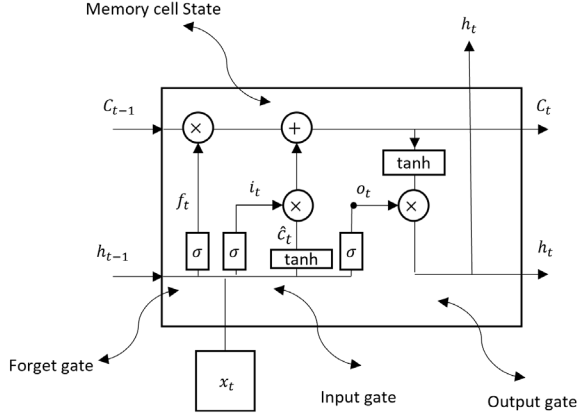 Memory cell State
h_t
C_{t-1}
C_t
×
+
tanh
f_t
i_t
×
o_t
×
ĉ_t
h_{t-1}
σ
σ
tanh
σ
h_t
Forget gate
x_t
Input gate
Output gate